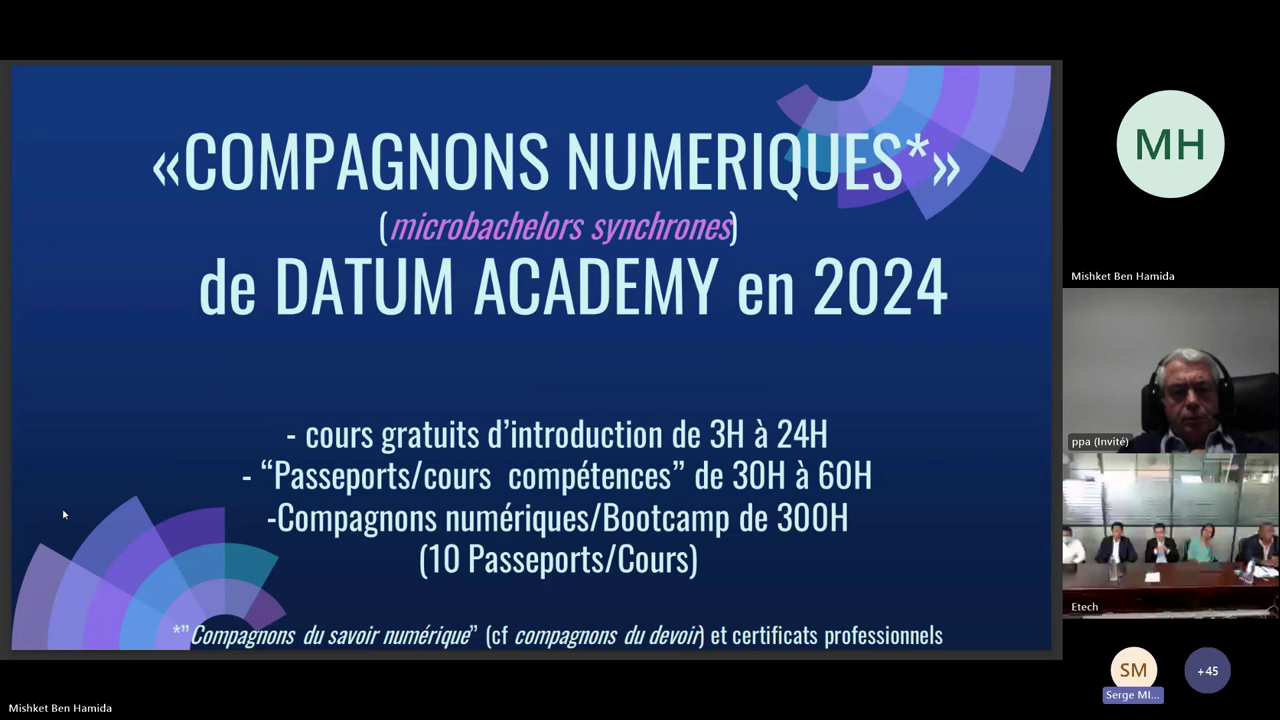 «COMPAGNONS NUMERIQUES*»
(microbachelors synchrones)
de DATUM ACADEMY en 2024
- cours gratuits d’introduction de 3H à 24H
- “Passeports/cours compétences” de 30H à 60H
-Compagnons numériques/Bootcamp de 300H
(10 Passeports/Cours)
*”Compagnons du savoir numérique” (cf compagnons du devoir) et certificats professionnels
MH
Mishket Ben Hamida
ppa (Invité)
Etech
SM
Serge MI...
+45
Mishket Ben Hamida